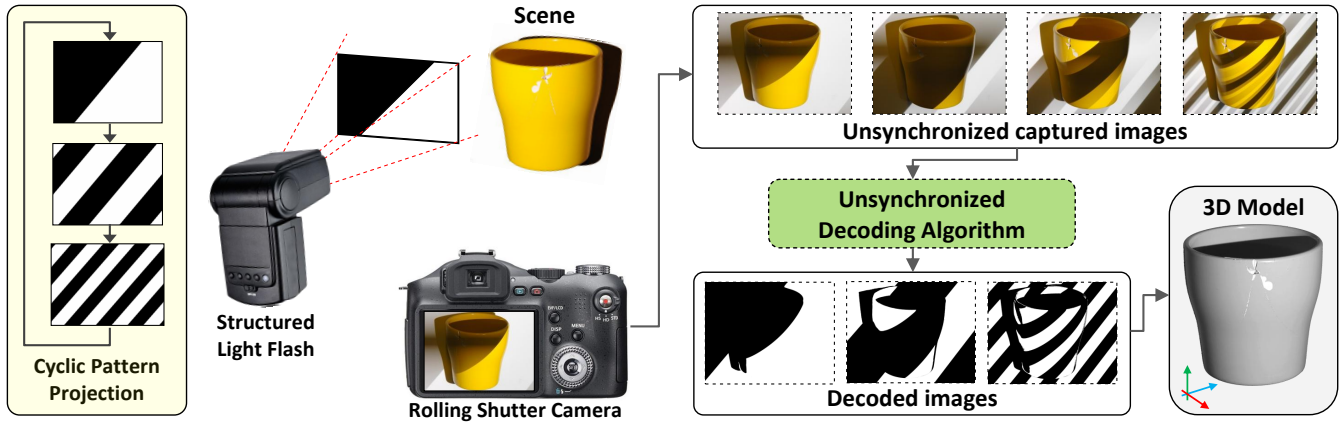 Scene
Cyclic Pattern
Projection
Structured
Light Flash
DISP
MENU
Rolling Shutter Camera
Unsynchronized captured images
Unsynchronized
Decoding Algorithm
Decoded images
3D Model